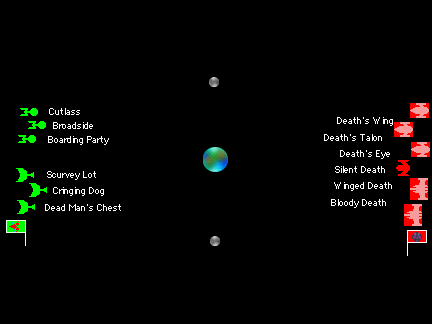 Cutlass
Broadside
Boarding Party
Sourvey Lot
Cringing Dog
Dead Man's Chest
Death's Wing
Death's Talon
Death's Eye
Silent Death
Winged Death
Bloody Death